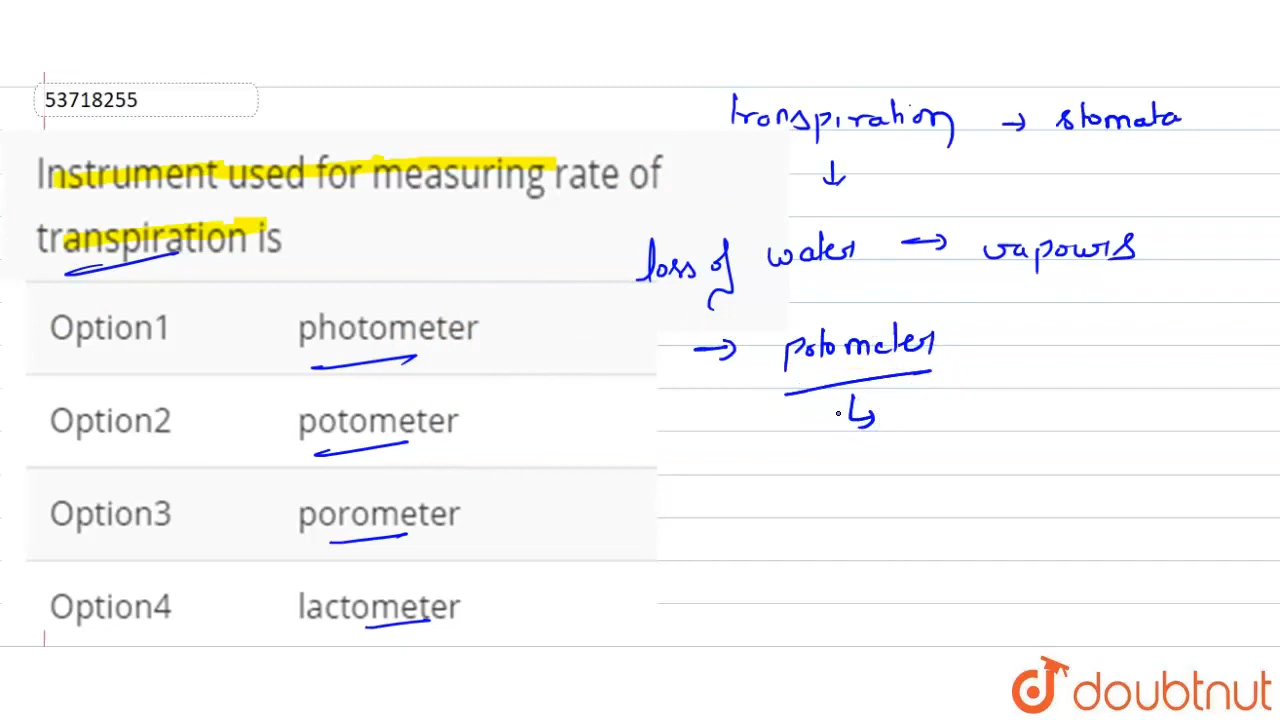 53718255
Instrument used for measuring rate of
transpiration is
Option1 photometer
Option2 potometer
Option3 porometer
Option4 lactometer
transpiration → stomata
↓
loss of water → vapours
→ potometer
↳
doubtnut